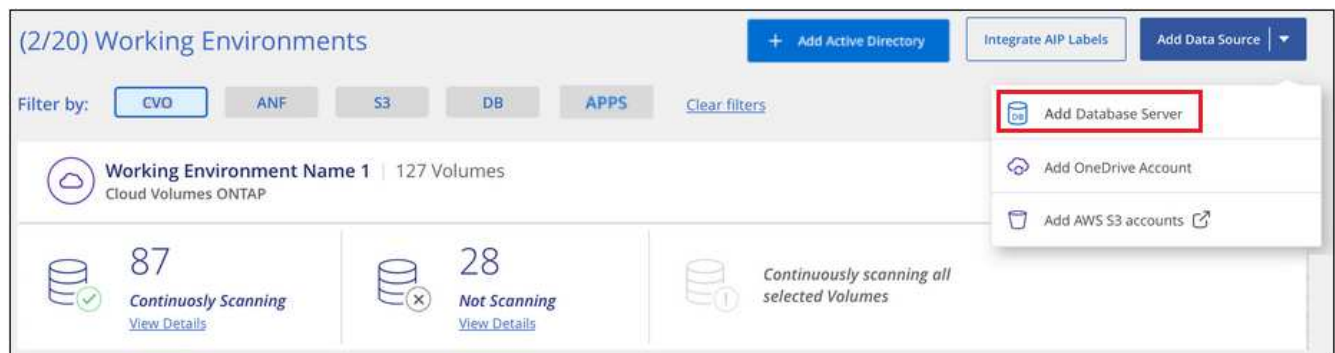 (2/20) Working Environments
+ Add Active Directory
Integrate AIP Labels
Add Data Source
Filter by:
CVO
ANF
S3
DB
APPS
Clear filters
DB Add Database Server
Add OneDrive Account
Add AWS S3 accounts
Working Environment Name 1 | 127 Volumes
Cloud Volumes ONTAP
87
Continuosly Scanning
View Details
28
Not Scanning
View Details
Continuously scanning all
selected Volumes